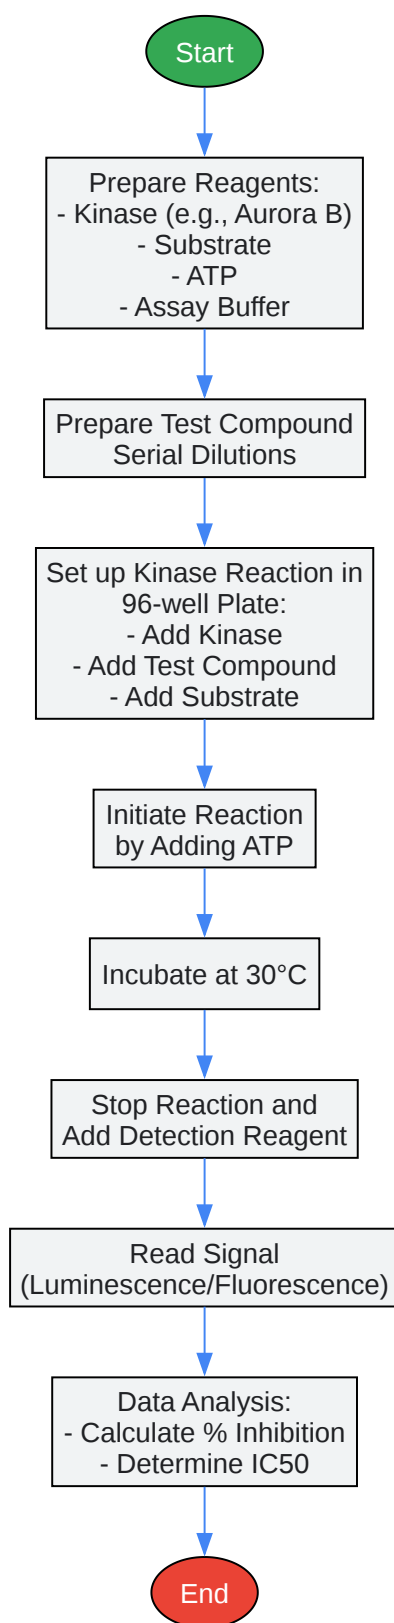 Start
Prepare Reagents:
- Kinase (e.g., Aurora B)
- Substrate
- ATP
- Assay Buffer
Prepare Test Compound
Serial Dilutions
Set up Kinase Reaction in
96-well Plate:
- Add Kinase
- Add Test Compound
- Add Substrate
Initiate Reaction
by Adding ATP
Incubate at 30°C
Stop Reaction and
Add Detection Reagent
Read Signal
(Luminescence/Fluorescence)
Data Analysis:
- Calculate % Inhibition
- Determine IC50
End